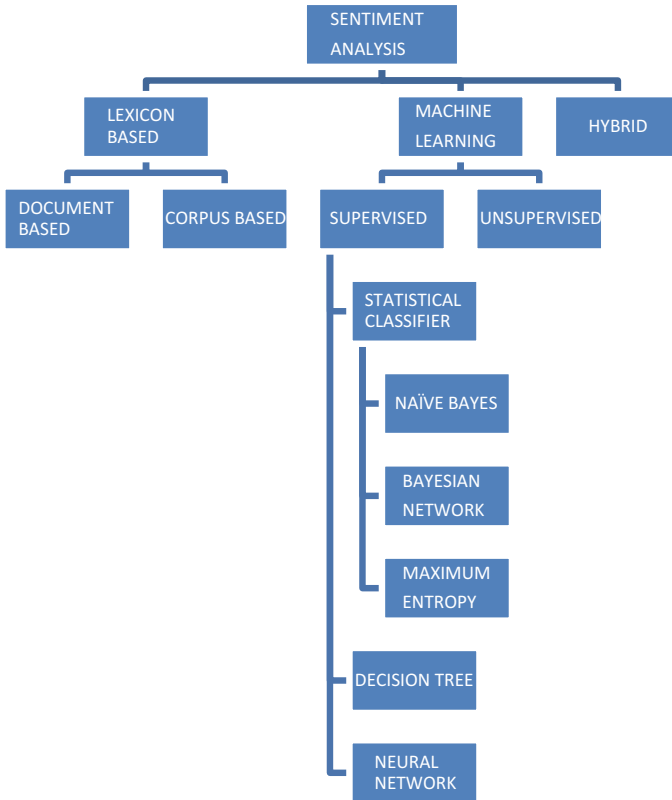 SENTIMENT
ANALYSIS
LEXICON
BASED
MACHINE
LEARNING
HYBRID
DOCUMENT
BASED
CORPUS BASED
SUPERVISED
UNSUPERVISED
STATISTICAL
CLASSIFIER
NAÏVE BAYES
BAYESIAN
NETWORK
MAXIMUM
ENTROPY
DECISION TREE
NEURAL
NETWORK